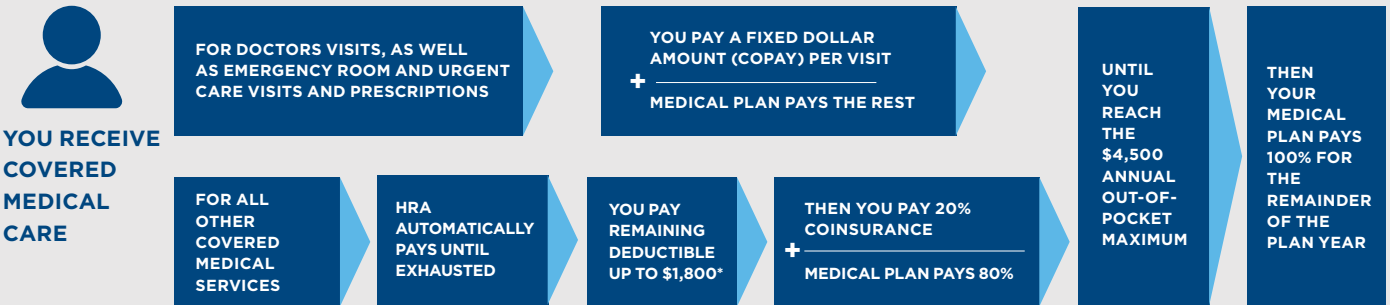 YOU RECEIVE
COVERED
MEDICAL
CARE
FOR DOCTORS VISITS, AS WELL
AS EMERGENCY ROOM AND URGENT
CARE VISITS AND PRESCRIPTIONS
YOU PAY A FIXED DOLLAR
AMOUNT (COPAY) PER VISIT
+
MEDICAL PLAN PAYS THE REST
FOR ALL
OTHER
COVERED
MEDICAL
SERVICES
HRA
AUTOMATICALLY
PAYS UNTIL
EXHAUSTED
YOU PAY
REMAINING
DEDUCTIBLE
UP TO $1,800*
THEN YOU PAY 20%
COINSURANCE
+
MEDICAL PLAN PAYS 80%
UNTIL
YOU
REACH
THE
$4,500
ANNUAL
OUT-OF-
POCKET
MAXIMUM
THEN
YOUR
MEDICAL
PLAN PAYS
100% FOR
THE
REMAINDER
OF THE
PLAN YEAR